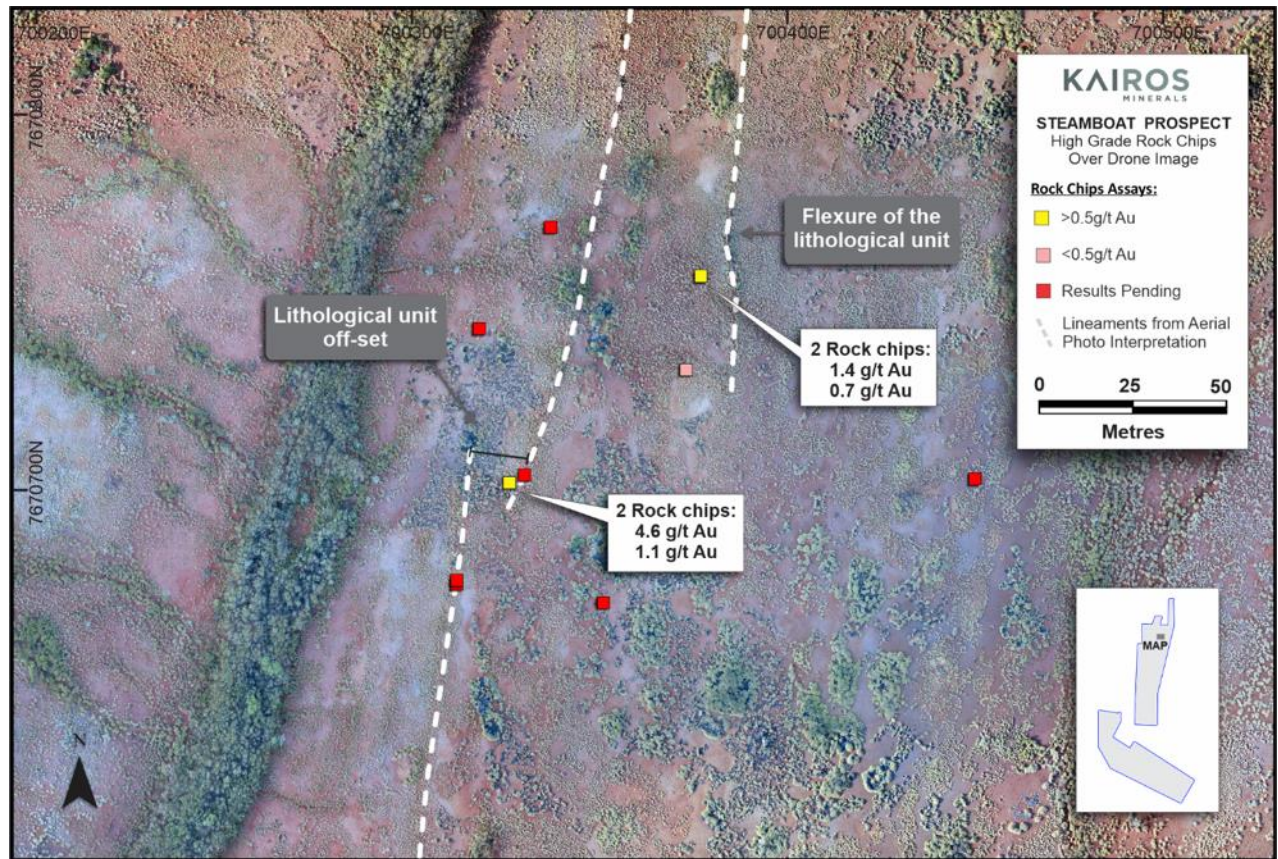 700200E
700300E
700400E
700500E
7670800N
7670700N
KAIROS
MINERALS
STEAMBOAT PROSPECT
High Grade Rock Chips
Over Drone Image
Rock Chips Assays:
>0.5g/t Au
<0.5g/t Au
Results Pending
Lineaments from Aerial
Photo Interpretation
0 25 50
Metres
Flexure of the
lithological unit
Lithological unit
off-set
2 Rock chips:
1.4 g/t Au
0.7 g/t Au
2 Rock chips:
4.6 g/t Au
1.1 g/t Au
MAP
N